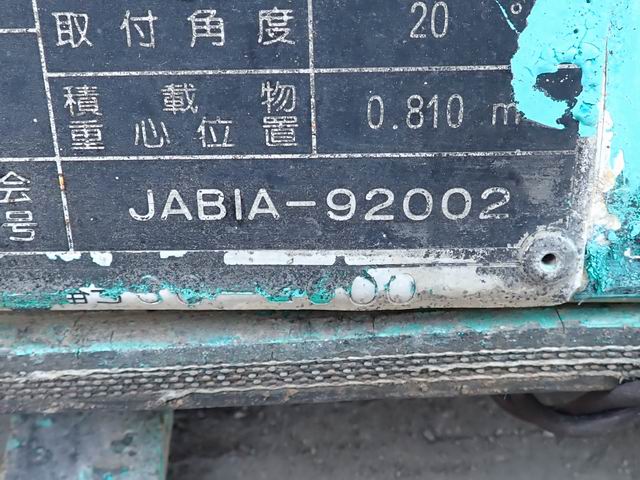 取付角度 20°
積載物
重心位置 0.810 m
会
号 JABIA-92002